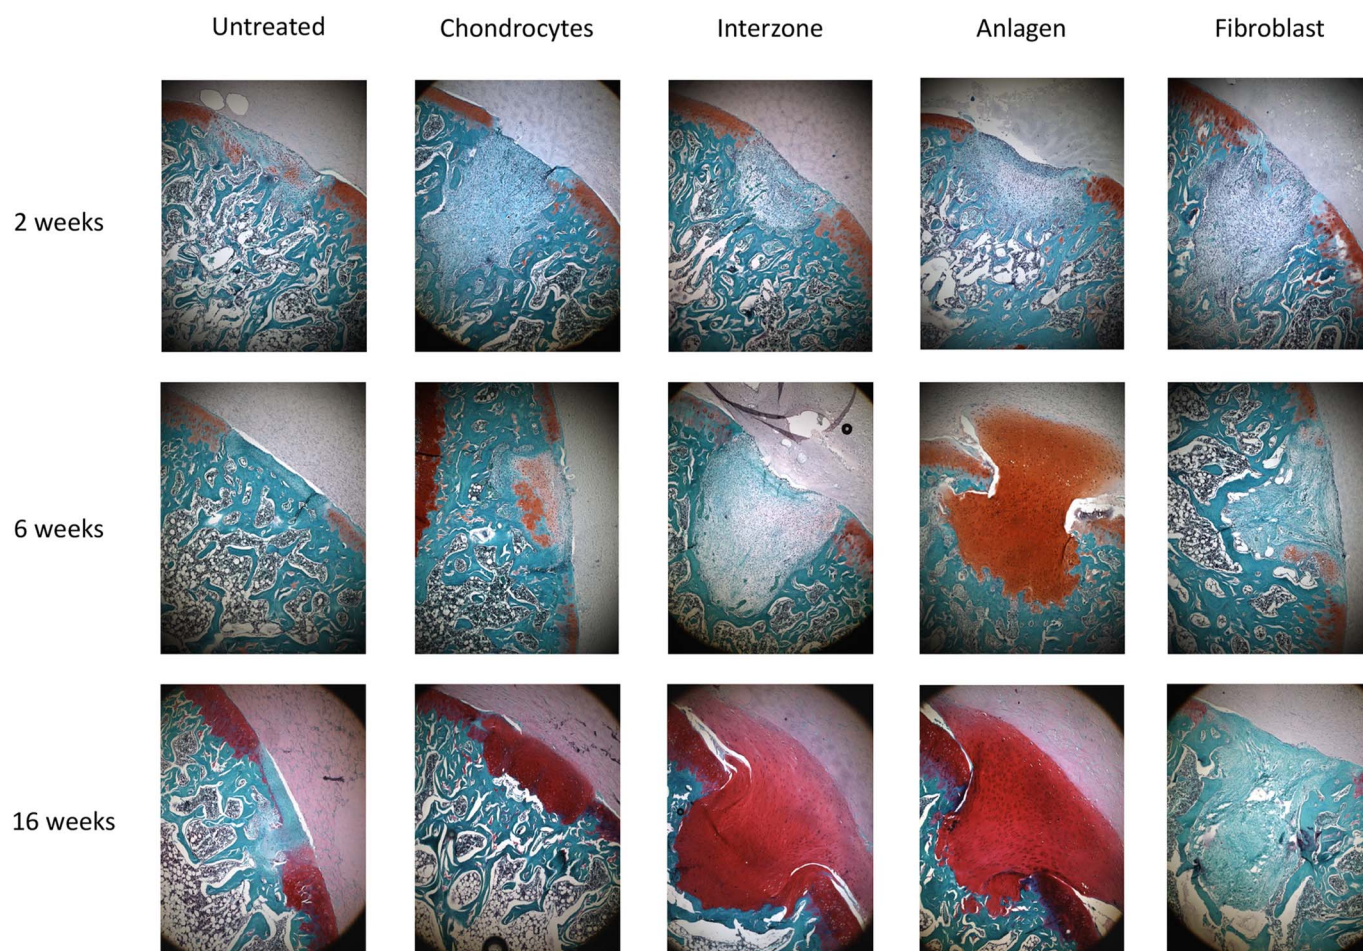 Untreated Chondrocytes Interzone Anlagen Fibroblast
2 weeks
6 weeks
16 weeks